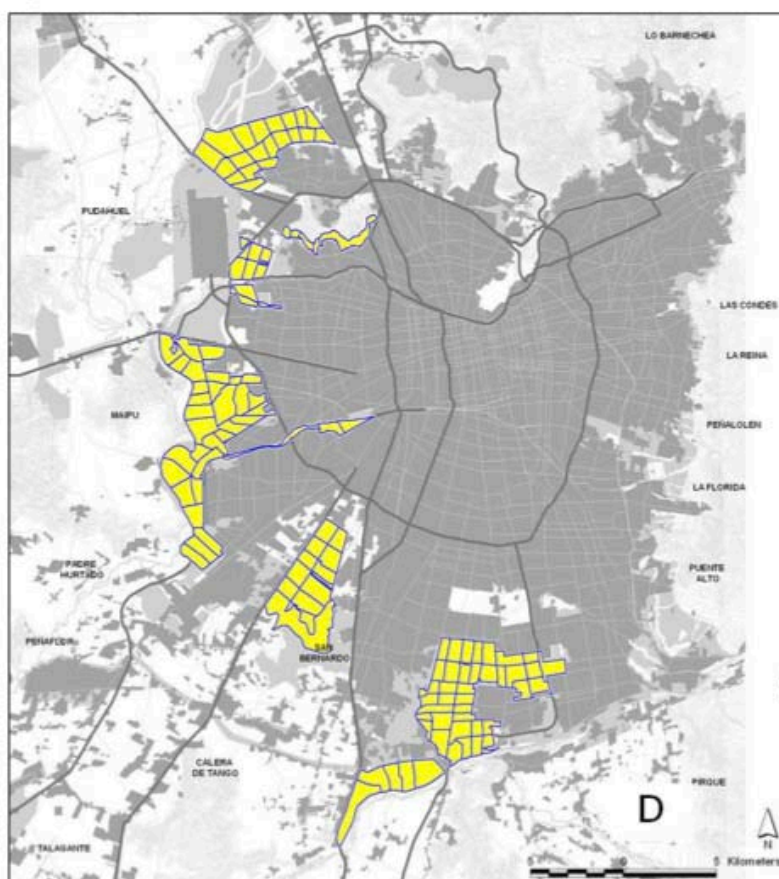 LO BARNECHEA
PUDAHUEL
LAS CONDES
LA REINA
MAIPU
PEÑALOLEN
LA FLORIDA
PADRE
HURTADO
PUENTE
ALTO
PEÑAFLOR
SAN
BERNARDO
CALERA
DE TANGO
PIRQUE
D
TALAGANTE
N
5
5 Kilometers